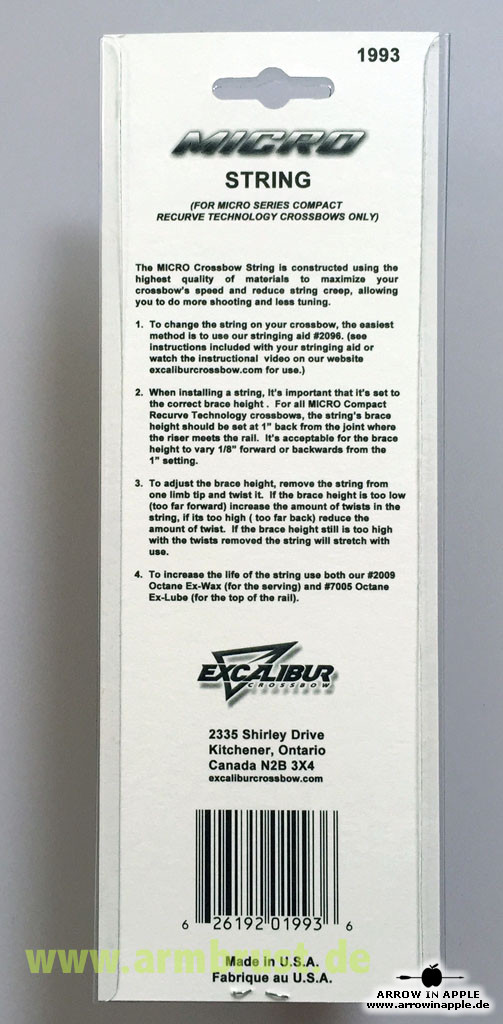 1993
MICRO
STRING
(FOR MICRO SERIES COMPACT
RECURVE TECHNOLOGY CROSSBOWS ONLY)
The MICRO Crossbow String is constructed using the
highest quality of materials to maximize your
crossbow's speed and reduce string creep, allowing
you to do more shooting and less tuning.
1. To change the string on your crossbow, the easiest
method is to use our stringing aid #2096. (see
instructions included with your stringing aid or
watch the instructional video on our website
excaliburcrossbow.com for use.)
2. When installing a string, it's important that it's set to
the correct brace height . For all MICRO Compact
Recurve Technology crossbows, the string's brace
height should be set at 1" back from the joint where
the riser meets the rail. It's acceptable for the brace
height to vary 1/8" forward or backwards from the
1" setting.
3. To adjust the brace height, remove the string from
one limb tip and twist it. If the brace height is too low
(too far forward) increase the amount of twists in the
string, if its too high ( too far back) reduce the
amount of twist. If the brace height still is too high
with the twists removed the string will stretch with
use.
4. To increase the life of the string use both our #2009
Octane Ex-Wax (for the serving) and #7005 Octane
Ex-Lube (for the top of the rail).
EXCALIBUR
CROSSBOW
2335 Shirley Drive
Kitchener, Ontario
Canada N2B 3X4
excaliburcrossbow.com
6 26192 01993 6
www.armbrust.de
Made in U.S.A.
Fabrique au U.S.A.
ARROW IN APPLE
www.arrowinapple.de